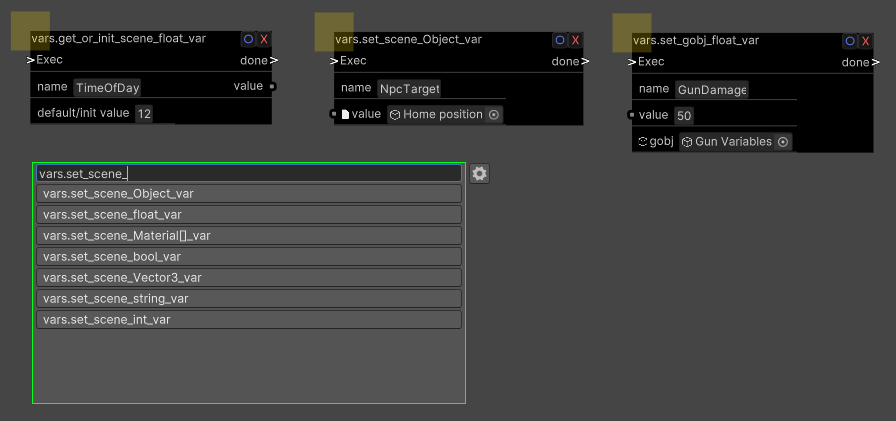 vars.get_or_init_scene_float_var X
Exec done
name TimeOfDay value
default/init value 12
vars.set_scene_Object_var X
Exec done
name NpcTarget
value Home position
vars.set_gobj_float_var X
Exec done
name GunDamage
value 50
gobj Gun Variables
vars.set_scene_
vars.set_scene_Object_var
vars.set_scene_float_var
vars.set_scene_Material[]_var
vars.set_scene_bool_var
vars.set_scene_Vector3_var
vars.set_scene_string_var
vars.set_scene_int_var